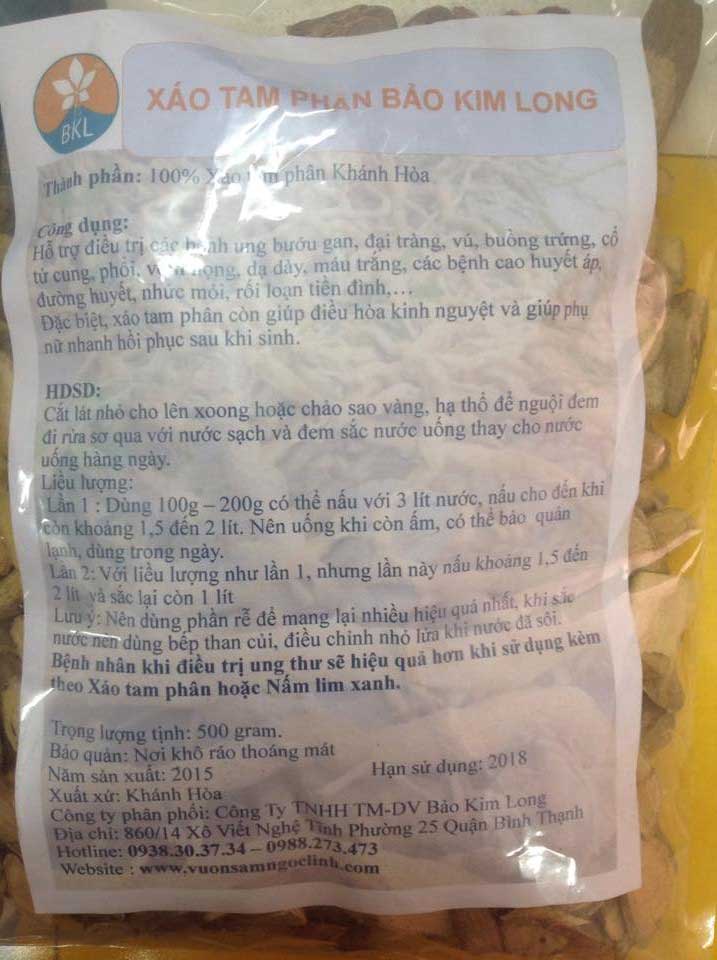 BKL
XÁO TAM PHÂN BẢO KIM LONG
Thành phần: 100% Xáo tam phân Khánh Hòa
Công dụng:
Hỗ trợ điều trị các bệnh ung bướu gan, đại tràng, vú, buồng trứng, cổ
tử cung, phổi, vòm họng, dạ dày, máu trắng, các bệnh cao huyết áp,
đường huyết, nhức mỏi, rối loạn tiền đình,...
Đặc biệt, xáo tam phân còn giúp điều hòa kinh nguyệt và giúp phụ
nữ nhanh hồi phục sau khi sinh.
HDSD:
Cắt lát nhỏ cho lên xoong hoặc chảo sao vàng, hạ thổ để nguội đem
đi rửa sơ qua với nước sạch và đem sắc nước uống thay cho nước
uống hàng ngày.
Liều lượng:
Lần 1 : Dùng 100g – 200g có thể nấu với 3 lít nước, nấu cho đến khi
còn khoảng 1,5 đến 2 lít. Nên uống khi còn ấm, có thể bảo quản
lạnh, dùng trong ngày.
Lần 2: Với liều lượng như lần 1, nhưng lần này nấu khoảng 1,5 đến
2 lít và sắc lại còn 1 lít
Lưu ý: Nên dùng phần rễ để mang lại nhiều hiệu quả nhất, khi sắc
nước nên dùng bếp than củi, điều chỉnh nhỏ lửa khi nước đã sôi.
Bệnh nhân khi điều trị ung thư sẽ hiệu quả hơn khi sử dụng kèm
theo Xáo tam phân hoặc Nấm lim xanh.
Trọng lượng tịnh: 500 gram.
Bảo quản: Nơi khô ráo thoáng mát
Năm sản xuất: 2015 Hạn sử dụng: 2018
Xuất xứ: Khánh Hòa
Công ty phân phối: Công Ty TNHH TM-DV Bảo Kim Long
Địa chỉ: 860/14 Xô Viết Nghệ Tĩnh Phường 25 Quận Bình Thạnh
Hotline: 0938.30.37.34 – 0988.273.473
Website : www.vuonsamngoclinh.com